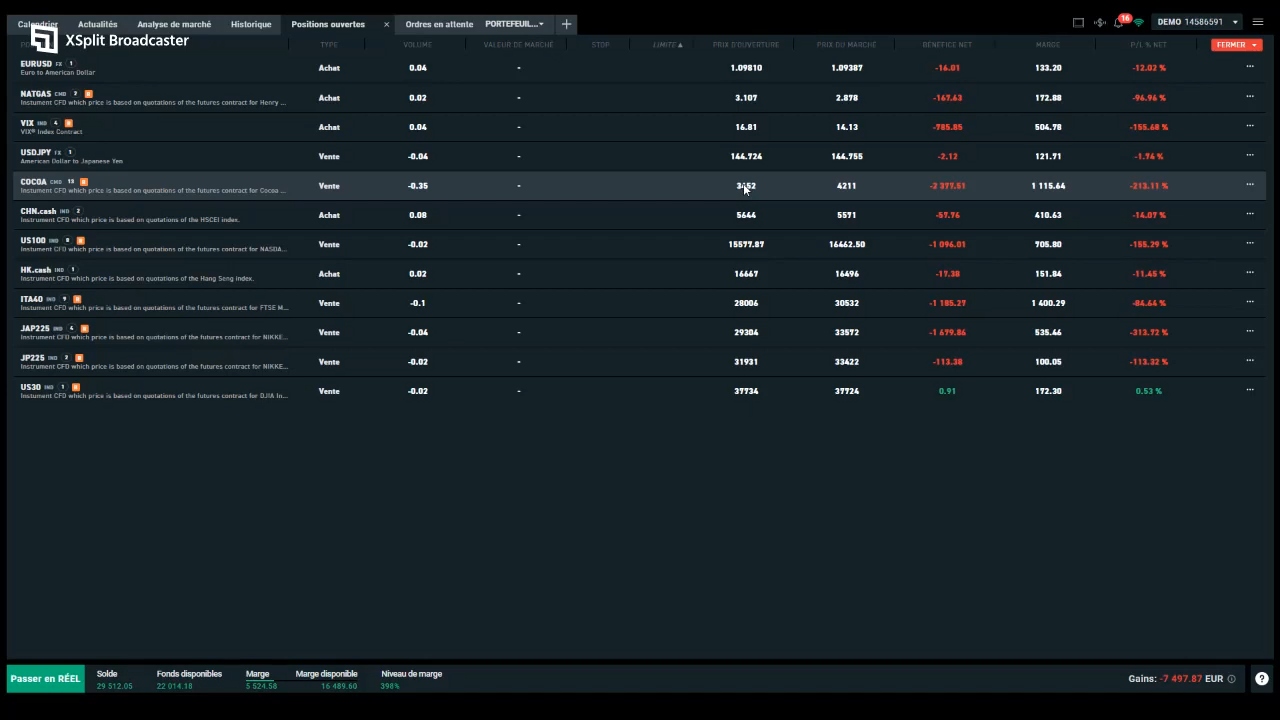 Calendrier Actualités Analyse de marché Historique Positions ouvertes × Ordres en attente PORTEFEUIL... +
16 DEMO 14586591
XSplit Broadcaster
TYPE VOLUME VALEUR DE MARCHÉ STOP LIMITE ▲ PRIX D'OUVERTURE PRIX DU MARCHÉ BÉNÉFICE NET MARGE P/L % NET FERMER
EURUSD FX 1 Achat 0.04 - 1.09810 1.09387 -16.01 133.20 -12.02 % ...
Euro to American Dollar
NATGAS CMD 2 Achat 0.02 - 3.107 2.878 -167.63 172.88 -96.96 % ...
Instument CFD which price is based on quotations of the futures contract for Henry ...
VIX IND 4 Achat 0.04 - 16.81 14.13 -785.85 504.78 -155.68 % ...
VIX® Index Contract
USDJPY FX 1 Vente -0.04 - 144.724 144.755 -2.12 121.71 -1.74 % ...
American Dollar to Japanese Yen
COCOA CMD 13 Vente -0.35 - 4211 -2 377.51 1 115.64 -213.11 % ...
Instument CFD which price is based on quotations of the futures contract for Cocoa ...
CHN.cash IND 2 Achat 0.08 - 5644 5591 -57.76 410.63 -14.07 % ...
Instrument CFD which price is based on quotations of the HSCEI index.
US100 IND 8 Vente -0.02 - 15577.87 16462.50 -1 096.01 705.80 -155.29 % ...
Instument CFD which price is based on quotations of the futures contract for NASDA...
HK.cash IND 1 Achat 0.02 - 16667 16496 -17.38 151.84 -11.45 % ...
Instrument CFD which price is based on quotations of the Hang Seng index.
ITA40 IND 9 Vente -0.1 - 28006 30532 -1 185.27 1 400.29 -84.64 % ...
Instument CFD which price is based on quotations of the futures contract for FTSE M...
JAP225 IND 4 Vente -0.04 - 29304 33572 -1 679.86 535.46 -313.72 % ...
Instument CFD which price is based on quotations of the futures contract for NIKKE...
JP225 IND 2 Vente -0.02 - 31931 33422 -113.38 100.05 -113.32 % ...
Instument CFD which price is based on quotations of the futures contract for NIKKE...
US30 IND 1 Vente -0.02 - 37734 37724 0.91 172.30 0.53 % ...
Instument CFD which price is based on quotations of the futures contract for DJIA In...
Passer en RÉEL
Solde Fonds disponibles Marge Marge disponible Niveau de marge
29 512.05 22 014.18 5 524.58 16 489.60 398%
Gains: -7 497.87 EUR ?